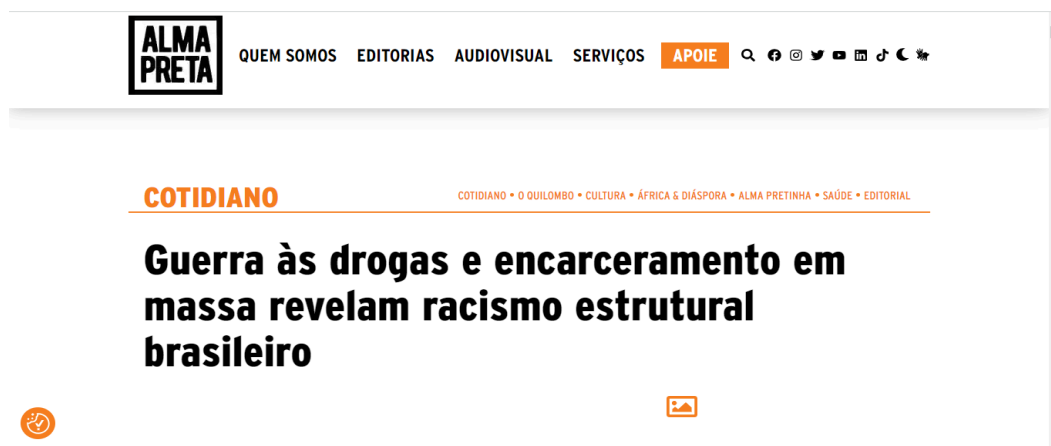 ALMA
PRETA
QUEM SOMOS EDITORIAS AUDIOVISUAL SERVIÇOS APOIE
COTIDIANO
COTIDIANO • O QUILOMBO • CULTURA • ÁFRICA & DIÁSPORA • ALMA PRETINHA • SAÚDE • EDITORIAL
Guerra às drogas e encarceramento em
massa revelam racismo estrutural
brasileiro